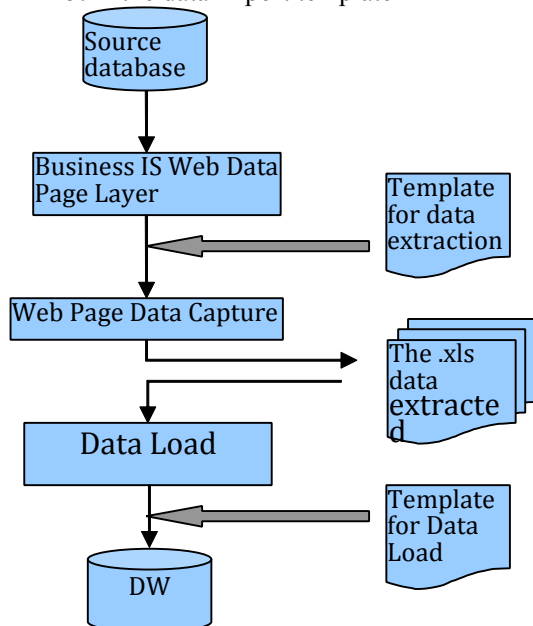 Source
database
Business IS Web Data
Page Layer
Template
for data
extraction
Web Page Data Capture
The .xls
data
extracte
d
Data Load
Template
for Data
Load
DW